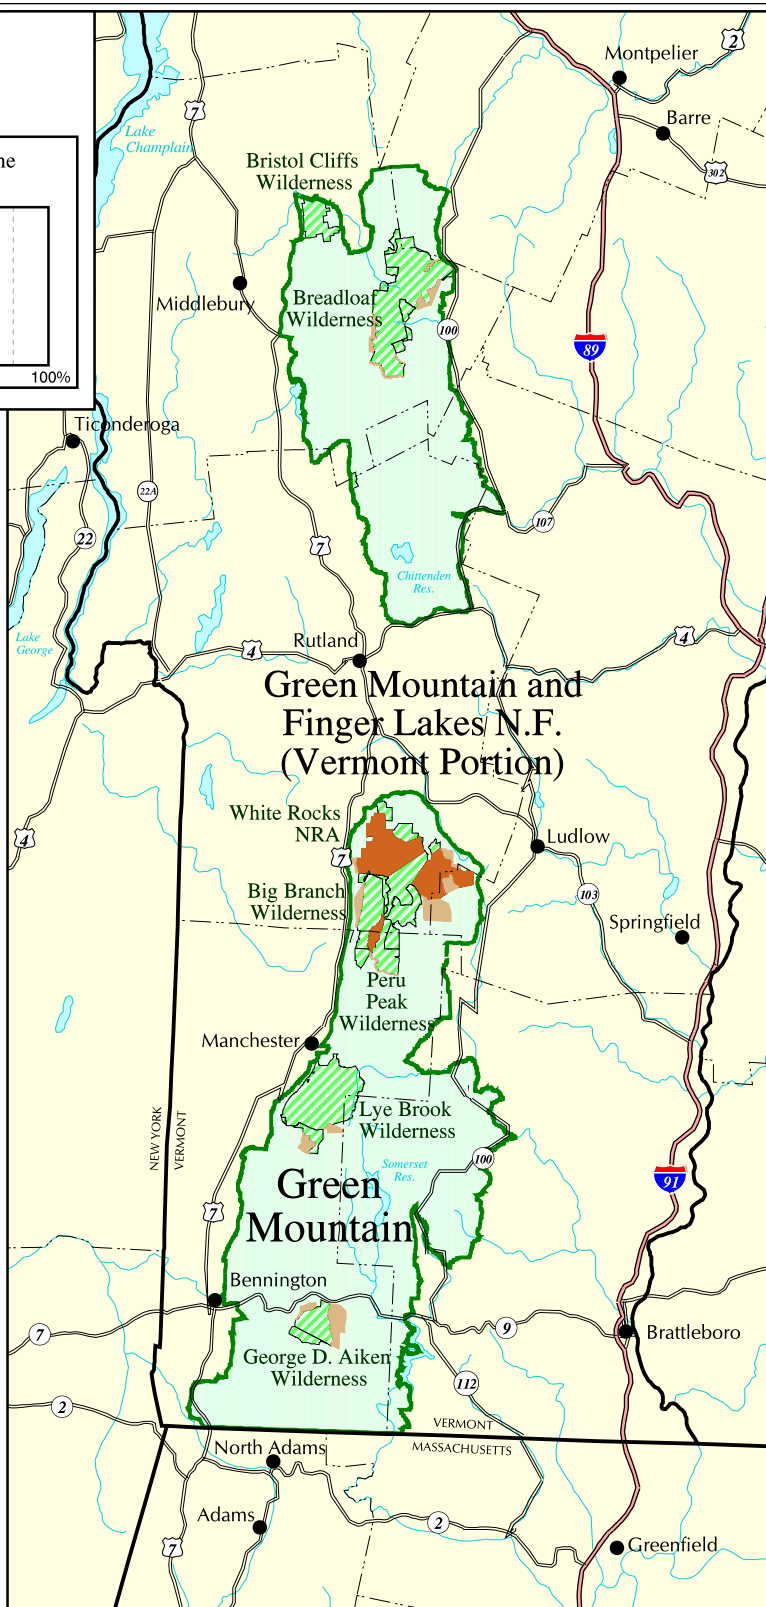 Montpelier
2
7
Barre
Lake
Champlain
ne
Bristol Cliffs
Wilderness
302
Middlebury
Breadloaf
Wilderness
100
89
100%
Ticonderoga
22A
107
22
7
Chittenden
Res.
Rutland
4
4
Lake
George
Green Mountain and
Finger Lakes N.F.
(Vermont Portion)
White Rocks
NRA
4
Ludlow
7
Big Branch
Wilderness
103
Springfield
Peru
Peak
Wilderness
Manchester
Lye Brook
Wilderness
NEW YORK
VERMONT
100
Somerset
Res.
91
Green
Mountain
7
Bennington
7
9
Brattleboro
George D. Aiken
Wilderness
112
2
VERMONT
MASSACHUSETTS
North Adams
Adams
2
7
Greenfield